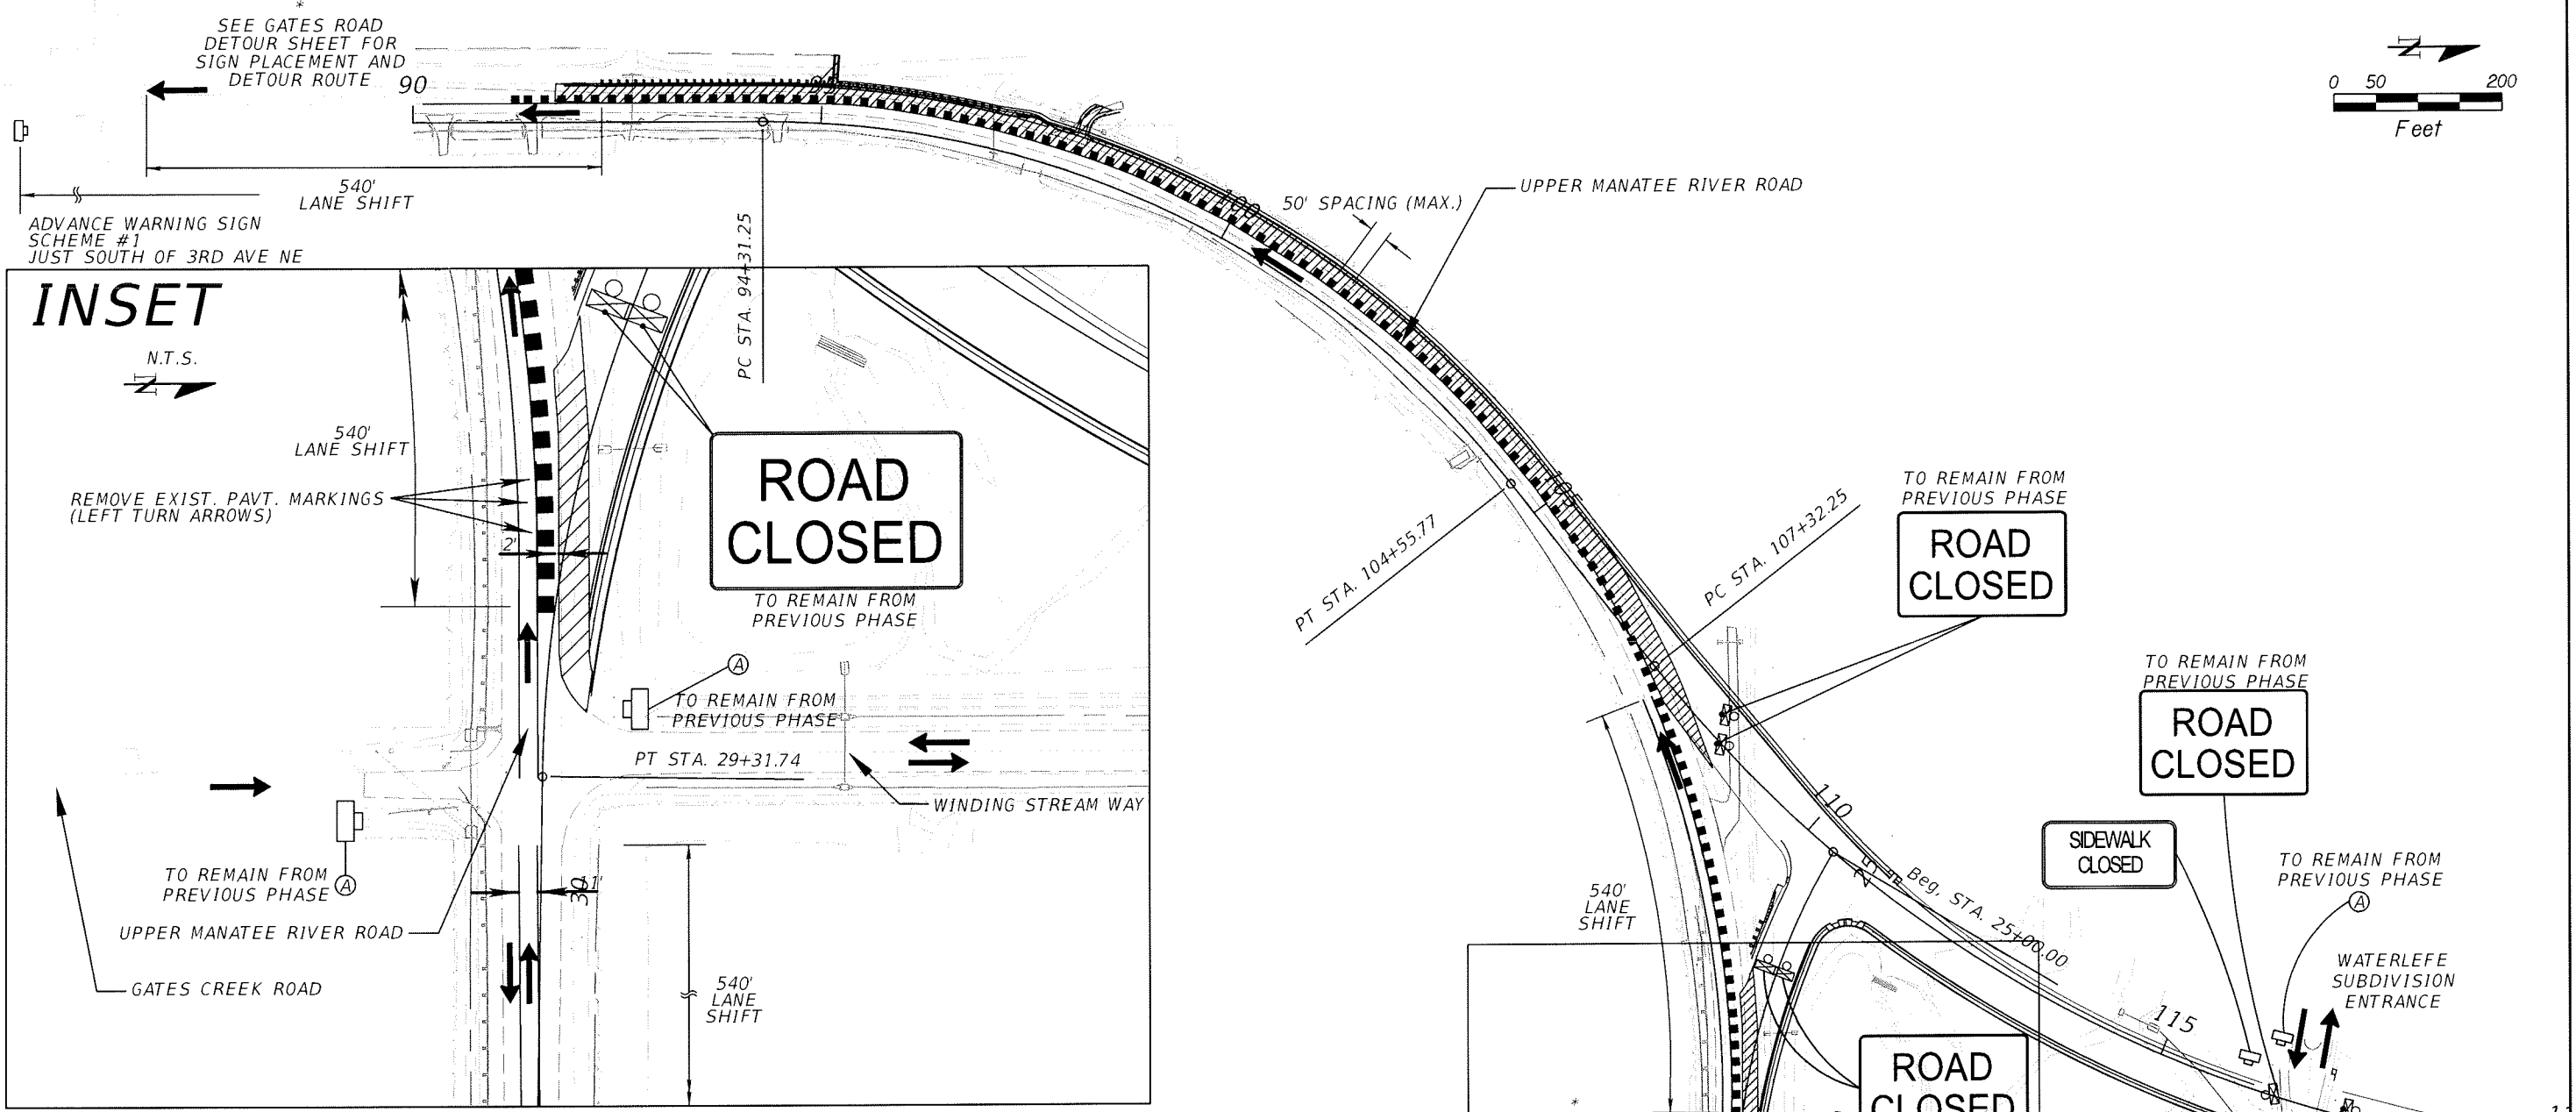 *
SEE GATES ROAD
DETOUR SHEET FOR
SIGN PLACEMENT AND
DETOUR ROUTE
90
540'
LANE SHIFT
ADVANCE WARNING SIGN
SCHEME #1
JUST SOUTH OF 3RD AVE NE
PC STA. 94+31.25
100
50' SPACING (MAX.)
UPPER MANATEE RIVER ROAD
N
0 50 200
Feet
INSET
N.T.S.
N
540'
LANE SHIFT
REMOVE EXIST. PAVT. MARKINGS
(LEFT TURN ARROWS)
2'
ROAD
CLOSED
TO REMAIN FROM
PREVIOUS PHASE
A
TO REMAIN FROM
PREVIOUS PHASE
PT STA. 29+31.74
WINDING STREAM WAY
TO REMAIN FROM
PREVIOUS PHASE
A
30
11'
UPPER MANATEE RIVER ROAD
GATES CREEK ROAD
540'
LANE
SHIFT
105
PT STA. 104+55.77
PC STA. 107+32.25
TO REMAIN FROM
PREVIOUS PHASE
ROAD
CLOSED
110
25
Beg. STA. 25+00.00
TO REMAIN FROM
PREVIOUS PHASE
ROAD
CLOSED
SIDEWALK
CLOSED
TO REMAIN FROM
PREVIOUS PHASE
A
WATERLEFE
SUBDIVISION
ENTRANCE
115
540'
LANE
SHIFT
*
ROAD
CLOSED